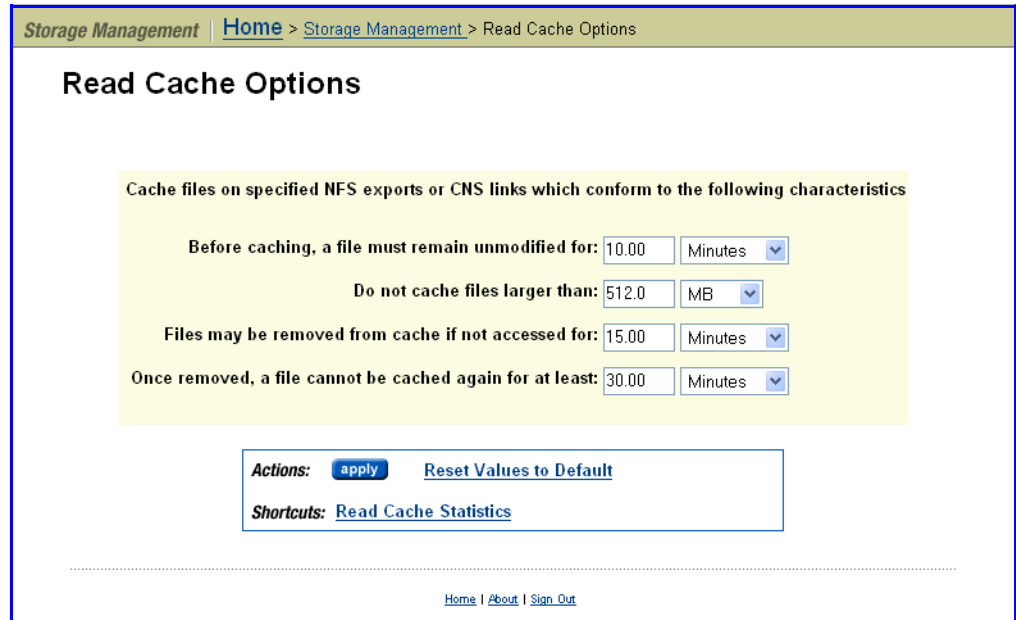 Storage Management | Home > Storage Management > Read Cache Options
Read Cache Options
Cache files on specified NFS exports or CNS links which conform to the following characteristics
Before caching, a file must remain unmodified for: 10.00 Minutes
Do not cache files larger than: 512.0 MB
Files may be removed from cache if not accessed for: 15.00 Minutes
Once removed, a file cannot be cached again for at least: 30.00 Minutes
Actions: apply Reset Values to Default
Shortcuts: Read Cache Statistics
Home | About | Sign Out